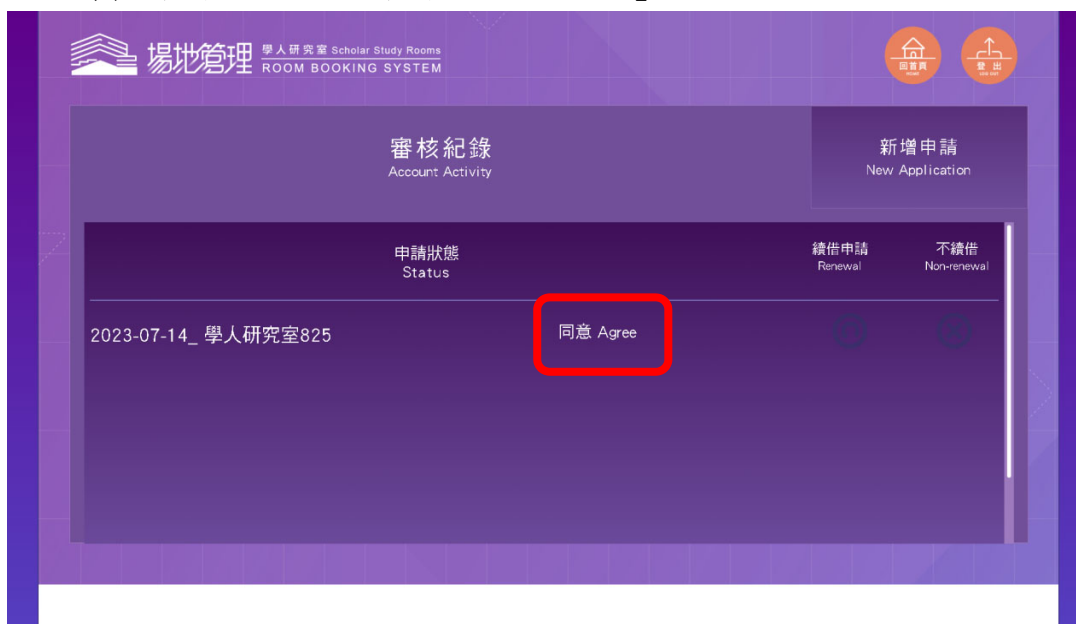 場地管理 學人研究室 Scholar Study Rooms
ROOM BOOKING SYSTEM
回首頁
HOME
登出
審核紀錄
Account Activity
新增申請
New Application
申請狀態
Status
續借申請
Renewal
不續借
Non-renewal
2023-07-14_ 學人研究室825
同意 Agree